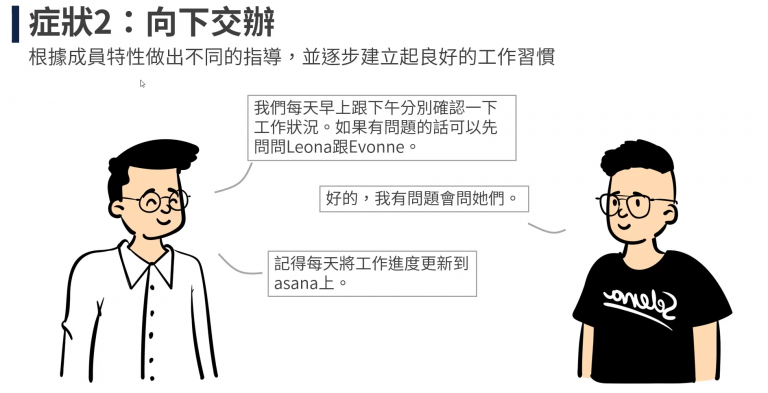 症狀2：向下交辦
根據成員特性做出不同的指導，並逐步建立起良好的工作習慣
我們每天早上跟下午分別確認一下
工作狀況。如果有問題的話可以先
問問Leona跟Evonne。
好的，我有問題會問她們。
記得每天將工作進度更新到
asana上。
Selena